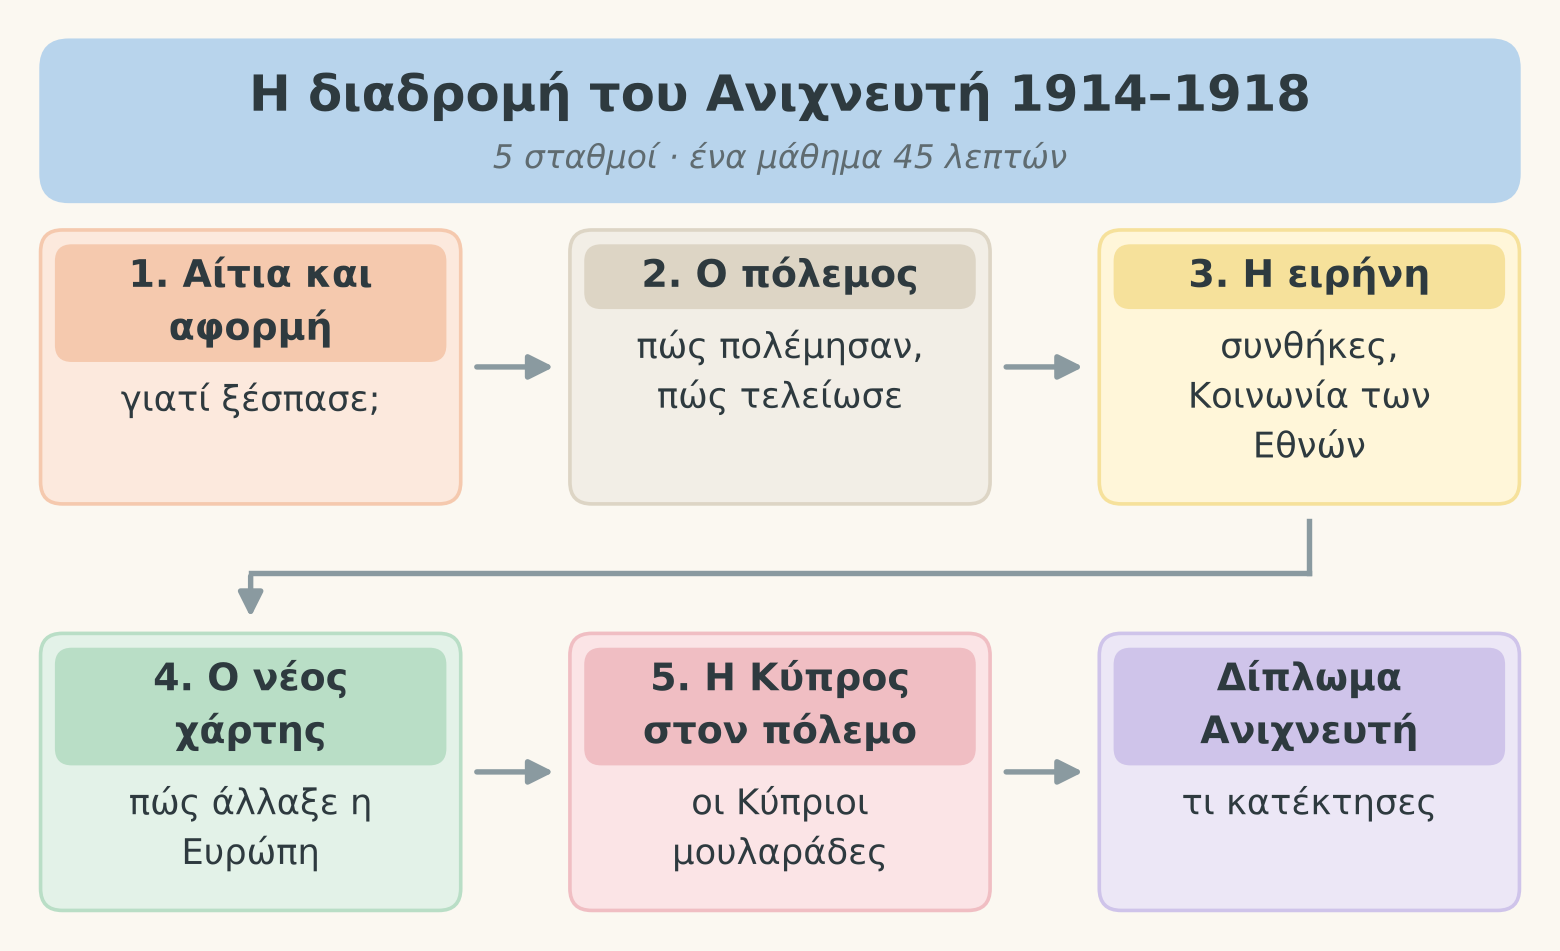 Η διαδρομή του Ανιχνευτή 1914–1918
5 σταθμοί · ένα μάθημα 45 λεπτών
1. Αίτια και
αφορμή
γιατί ξέσπασε;
2. Ο πόλεμος
πώς πολέμησαν,
πώς τελείωσε
3. Η ειρήνη
συνθήκες,
Κοινωνία των
Εθνών
4. Ο νέος
χάρτης
πώς άλλαξε η
Ευρώπη
5. Η Κύπρος
στον πόλεμο
οι Κύπριοι
μουλαράδες
Δίπλωμα
Ανιχνευτή
τι κατέκτησες